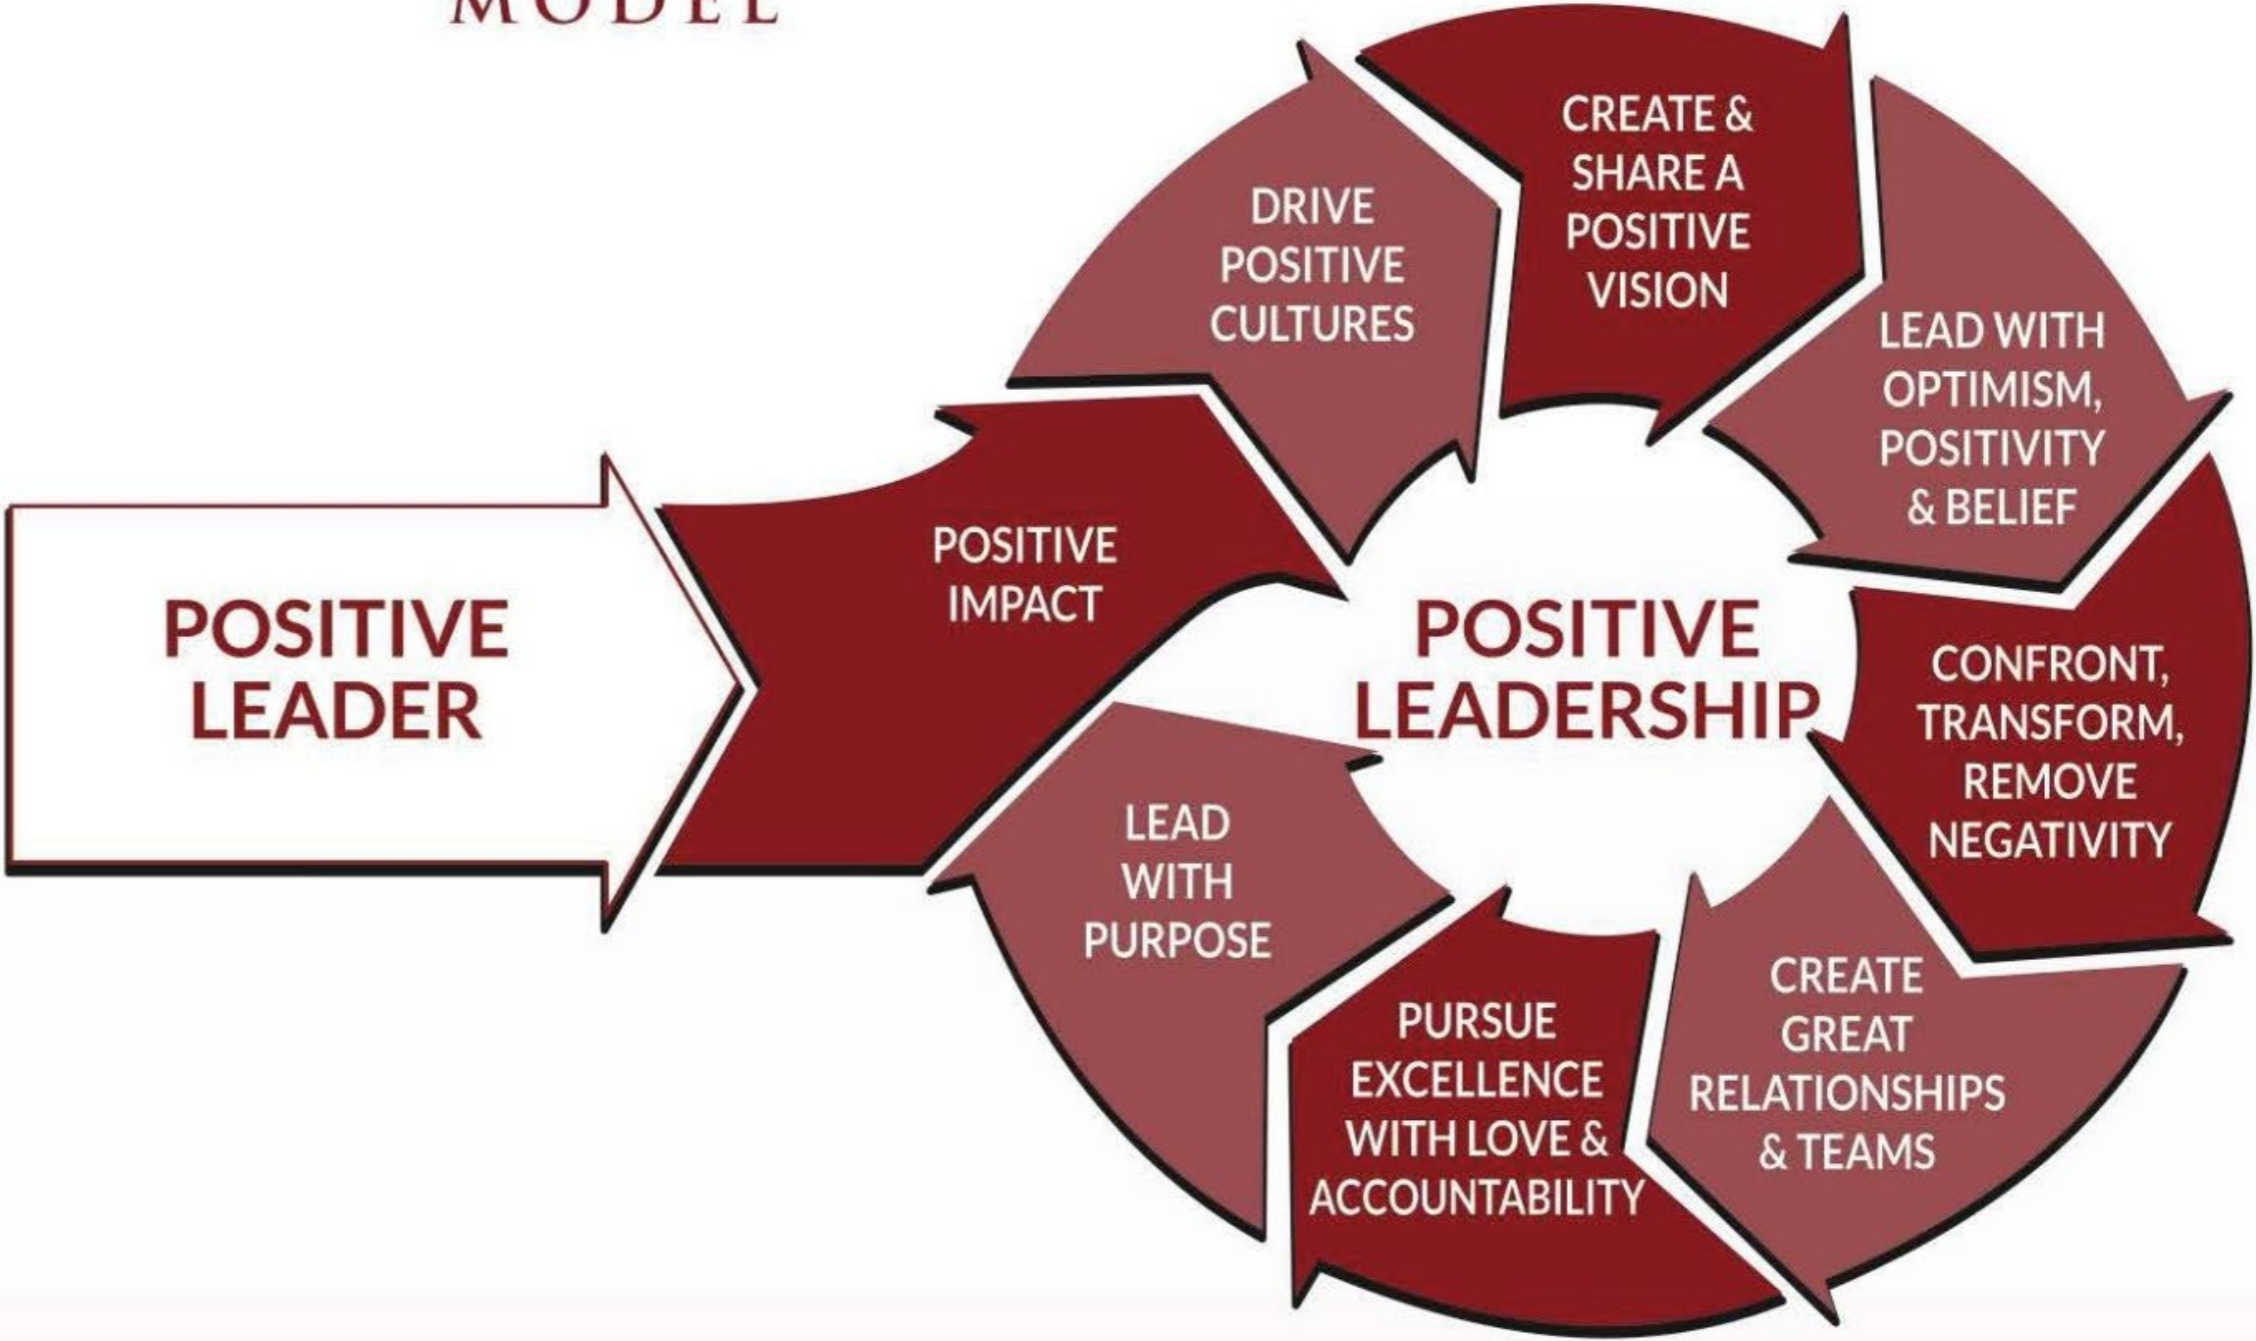 MODEL
POSITIVE
LEADER
POSITIVE
IMPACT
DRIVE
POSITIVE
CULTURES
CREATE &
SHARE A
POSITIVE
VISION
LEAD WITH
OPTIMISM,
POSITIVITY
& BELIEF
CONFRONT,
TRANSFORM,
REMOVE
NEGATIVITY
CREATE
GREAT
RELATIONSHIPS
& TEAMS
PURSUE
EXCELLENCE
WITH LOVE &
ACCOUNTABILITY
LEAD
WITH
PURPOSE
POSITIVE
LEADERSHIP